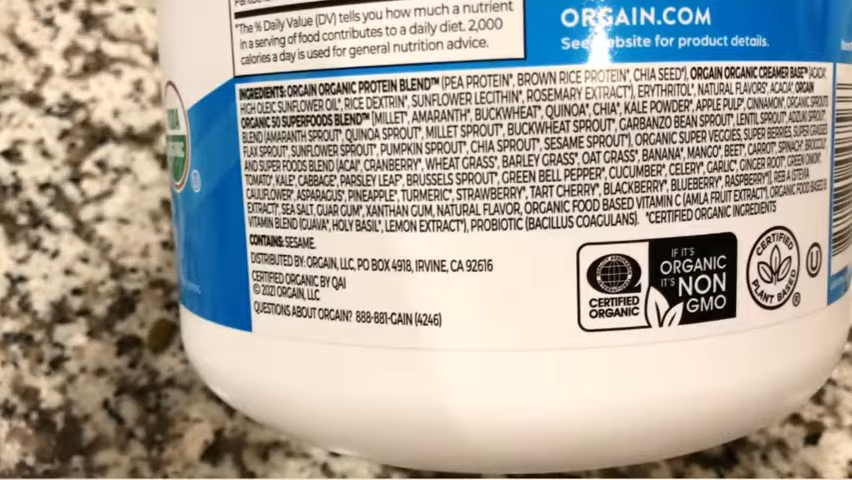 *The % Daily Value (DV) tells you how much a nutrient
in a serving of food contributes to a daily diet. 2,000
calories a day is used for general nutrition advice.
ORGAIN.COM
See website for product details.
INGREDIENTS: ORGAIN ORGANIC PROTEIN BLEND™ (PEA PROTEIN*, BROWN RICE PROTEIN*, CHIA SEED*), ORGAIN ORGANIC CREAMER BASE™ (ACACIA*,
HIGH OLEIC SUNFLOWER OIL*, RICE DEXTRIN*, SUNFLOWER LECITHIN*, ROSEMARY EXTRACT*), ERYTHRITOL*, NATURAL FLAVORS*, ACACIA*, ORGAIN
ORGANIC 50 SUPERFOODS BLEND™ (MILLET*, AMARANTH*, BUCKWHEAT*, QUINOA*, CHIA*, KALE POWDER*, APPLE PULP*, CINNAMON*, ORGANIC SPROUTS
BLEND (AMARANTH SPROUT*, QUINOA SPROUT*, MILLET SPROUT*, BUCKWHEAT SPROUT*, GARBANZO BEAN SPROUT*, LENTIL SPROUT*, ADZUKI SPROUT*,
FLAX SPROUT*, SUNFLOWER SPROUT*, PUMPKIN SPROUT*, CHIA SPROUT*, SESAME SPROUT*), ORGANIC SUPER VEGGIES, SUPER BERRIES, SUPER GRASSES
AND SUPER FOODS BLEND (ACAI*, CRANBERRY*, WHEAT GRASS*, BARLEY GRASS*, OAT GRASS*, BANANA*, MANGO*, BEET*, CARROT*, SPINACH*, BROCCOLI*,
TOMATO*, KALE*, CABBAGE*, PARSLEY LEAF*, BRUSSELS SPROUT*, GREEN BELL PEPPER*, CUCUMBER*, CELERY*, GARLIC*, GINGER ROOT*, GREEN ONION*,
CAULIFLOWER*, ASPARAGUS*, PINEAPPLE*, TURMERIC*, STRAWBERRY*, TART CHERRY*, BLACKBERRY*, BLUEBERRY*, RASPBERRY*)), REB A (STEVIA
EXTRACT)*, SEA SALT, GUAR GUM*, XANTHAN GUM, NATURAL FLAVOR, ORGANIC FOOD BASED VITAMIN C (AMLA FRUIT EXTRACT*), ORGANIC FOOD BASED B
VITAMIN BLEND (GUAVA*, HOLY BASIL*, LEMON EXTRACT*), PROBIOTIC (BACILLUS COAGULANS). *CERTIFIED ORGANIC INGREDIENTS
CONTAINS: SESAME.
DISTRIBUTED BY: ORGAIN, LLC, PO BOX 4918, IRVINE, CA 92616
CERTIFIED ORGANIC BY QAI
© 2021 ORGAIN, LLC
QUESTIONS ABOUT ORGAIN? 888-881-GAIN (4246)
CERTIFIED
ORGANIC
IF IT'S
ORGANIC
IT'S NON
GMO
CERTIFIED
PLANT BASED
®
U